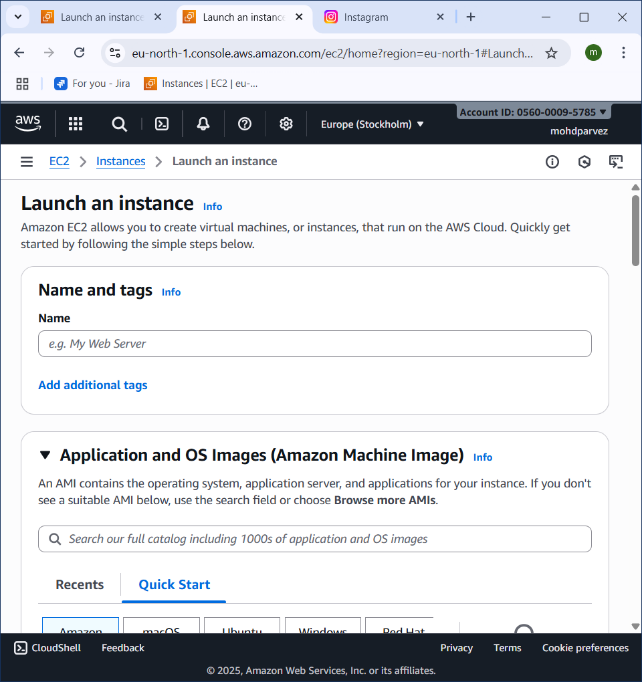 Launch an instance
Launch an instance
Instagram
eu-north-1.console.aws.amazon.com/ec2/home?region=eu-north-1#Launch...
m
For you - Jira
Instances | EC2 | eu-...
aws
Europe (Stockholm)
Account ID: 0560-0009-5785
mohdparvez
EC2 > Instances > Launch an instance
Launch an instance Info
Amazon EC2 allows you to create virtual machines, or instances, that run on the AWS Cloud. Quickly get
started by following the simple steps below.
Name and tags Info
Name
e.g. My Web Server
Add additional tags
Application and OS Images (Amazon Machine Image) Info
An AMI contains the operating system, application server, and applications for your instance. If you don't
see a suitable AMI below, use the search field or choose Browse more AMIs.
Search our full catalog including 1000s of application and OS images
Recents
Quick Start
Amazon
macOS
Ubuntu
Windows
Red Hat
CloudShell
Feedback
Privacy
Terms
Cookie preferences
© 2025, Amazon Web Services, Inc. or its affiliates.